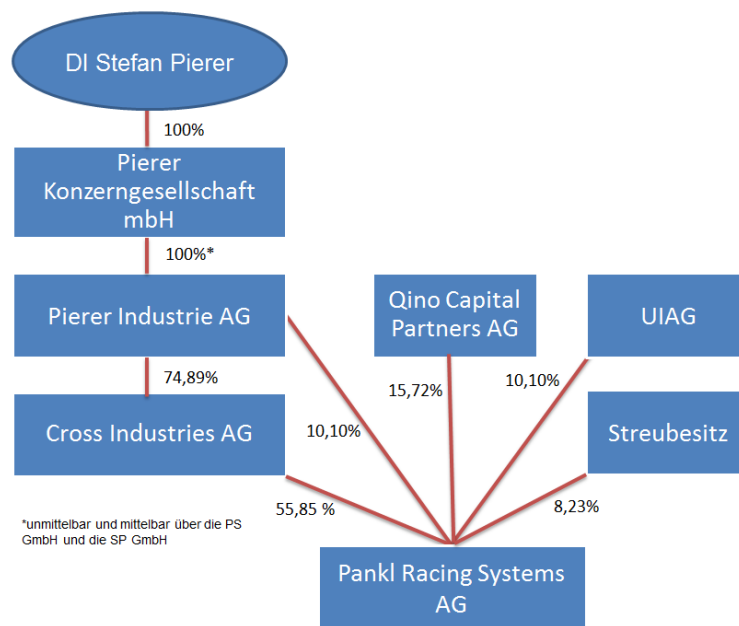 DI Stefan Pierer
100%
Pierer
Konzerngesellschaft
mbH
100%*
Pierer Industrie AG
Qino Capital
Partners AG
UIAG
74,89%
15,72%
10,10%
Cross Industries AG
10,10%
Streubesitz
55,85 %
8,23%
*unmittelbar und mittelbar über die PS
GmbH und die SP GmbH
Pankl Racing Systems
AG